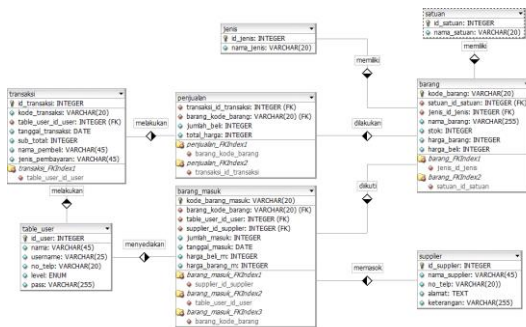 jenis
id_jenis: INTEGER
nama_jenis: VARCHAR(20)
satuan
id_satuan: INTEGER
nama_satuan: VARCHAR(20)
memiliki
memiliki
transaksi
id_transaksi: INTEGER
kode_transaksi: VARCHAR(20)
table_user_id_user: INTEGER (FK)
tanggal_transaksi: DATE
sub_total: INTEGER
nama_pembeli: VARCHAR(45)
jenis_pembayaran: VARCHAR(45)
transaksi_FKIndex1
table_user_id_user
melakukan
penjualan
transaksi_id_transaksi: INTEGER (FK)
barang_kode_barang: VARCHAR(20) (FK)
jumlah_beli: INTEGER
total_harga: INTEGER
penjualan_FKIndex1
barang_kode_barang
penjualan_FKIndex2
transaksi_id_transaksi
dilakukan
barang
kode_barang: VARCHAR(20)
satuan_id_satuan: INTEGER (FK)
jenis_id_jenis: INTEGER (FK)
nama_barang: VARCHAR(255)
stok: INTEGER
harga_barang: INTEGER
harga_beli: INTEGER
barang_FKIndex1
jenis_id_jenis
barang_FKIndex2
satuan_id_satuan
melakukan
table_user
id_user: INTEGER
nama: VARCHAR(45)
username: VARCHAR(25)
no_telp: VARCHAR(20)
level: ENUM
pass: VARCHAR(255)
menyediakan
barang_masuk
kode_barang_masuk: VARCHAR(20)
barang_kode_barang: VARCHAR(20) (FK)
table_user_id_user: INTEGER (FK)
supplier_id_supplier: INTEGER (FK)
jumlah_masuk: INTEGER
tanggal_masuk: DATE
harga_beli_m: INTEGER
harga_barang_m: INTEGER
barang_masuk_FKIndex1
supplier_id_supplier
barang_masuk_FKIndex2
table_user_id_user
barang_masuk_FKIndex3
barang_kode_barang
diikuti
memasok
supplier
id_supplier: INTEGER
nama_supplier: VARCHAR(45)
no_telp: VARCHAR(20))
alamat: TEXT
keterangan: VARCHAR(255)